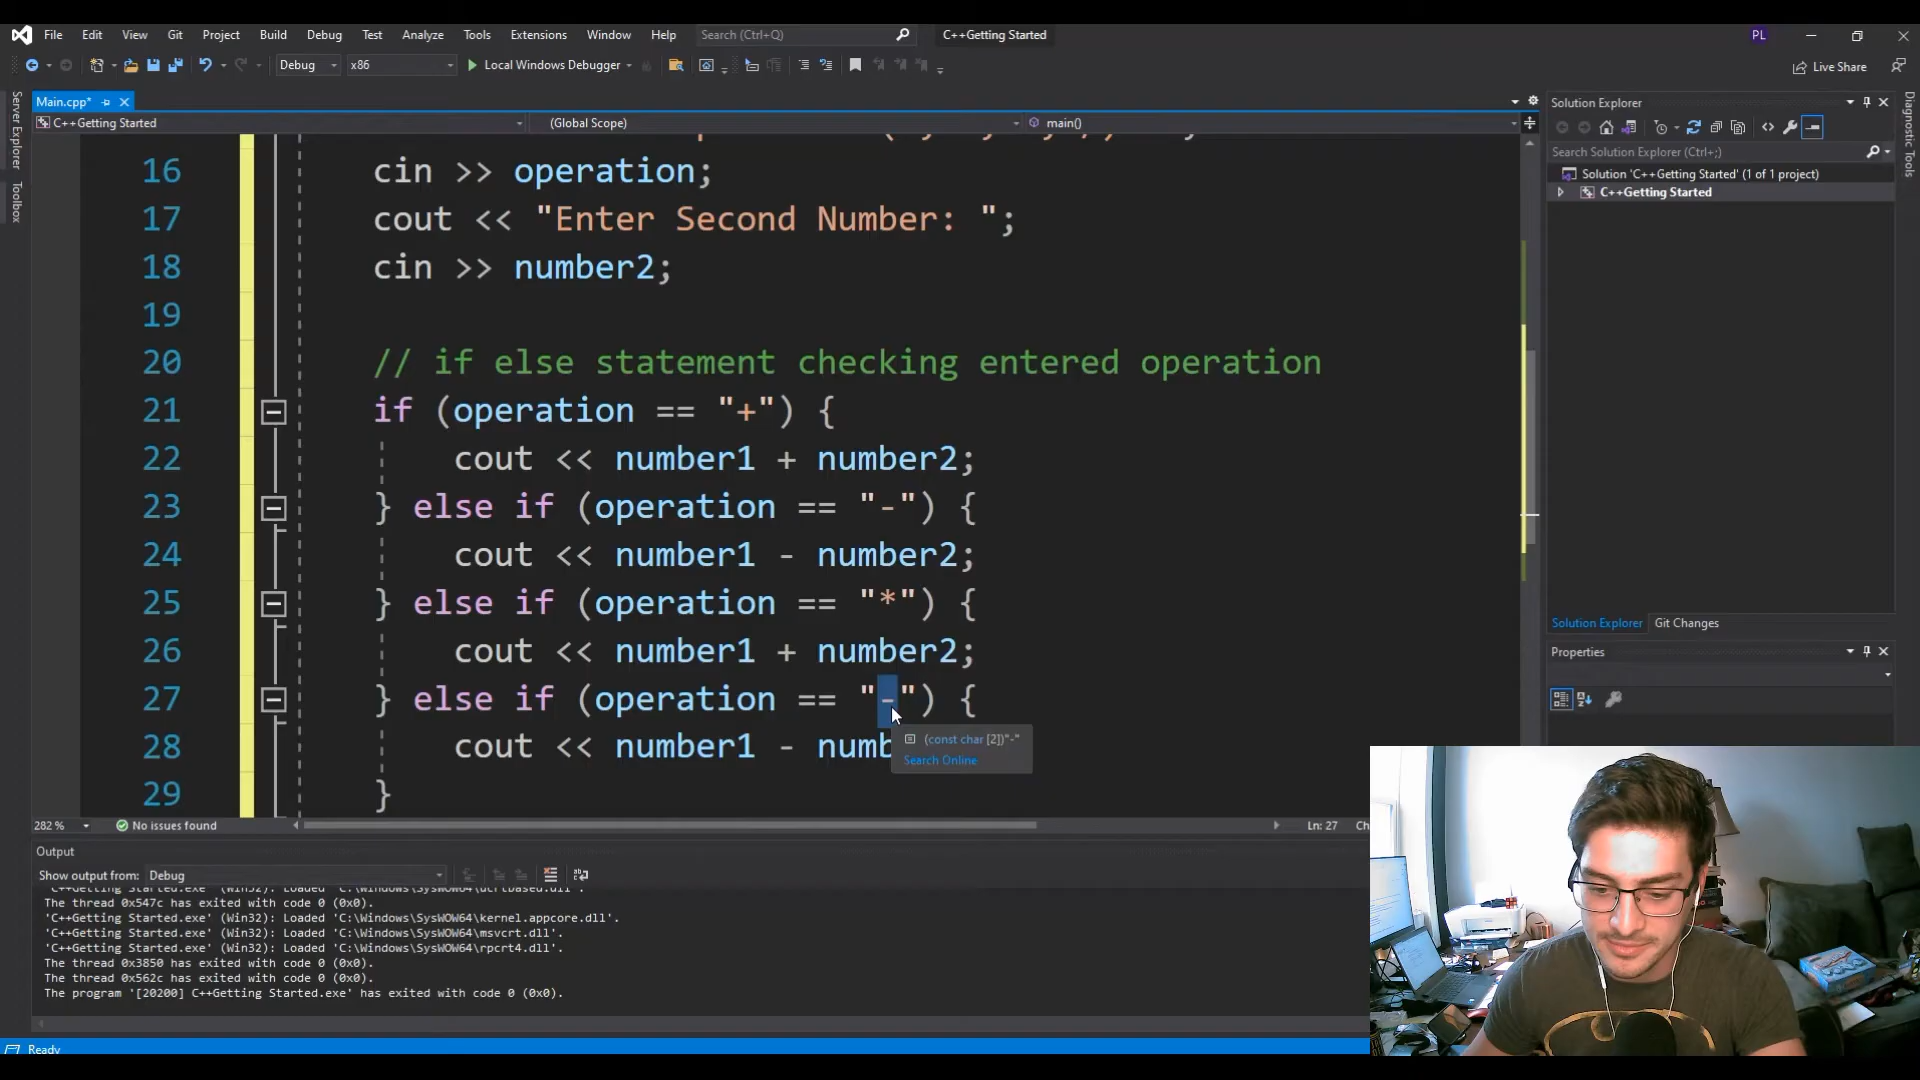 File Edit View Git Project Build Debug Test Analyze Tools Extensions Window Help Search (Ctrl+Q) C++Getting Started PL
Debug x86 Local Windows Debugger Live Share
Main.cpp*
C++Getting Started (Global Scope) main()
Server Explorer
Toolbox
16 cin >> operation;
17 cout << "Enter Second Number: ";
18 cin >> number2;
19
20 // if else statement checking entered operation
21 if (operation == "+") {
22 cout << number1 + number2;
23 } else if (operation == "-") {
24 cout << number1 - number2;
25 } else if (operation == "*") {
26 cout << number1 + number2;
27 } else if (operation == "-") {
28 cout << number1 - numb
29 }
(const char [2])"-"
Search Online
282 % No issues found Ln: 27
Output
Show output from: Debug
The thread 0x547c has exited with code 0 (0x0).
'C++Getting Started.exe' (Win32): Loaded 'C:\Windows\SysWOW64\kernel.appcore.dll'.
'C++Getting Started.exe' (Win32): Loaded 'C:\Windows\SysWOW64\msvcrt.dll'.
'C++Getting Started.exe' (Win32): Loaded 'C:\Windows\SysWOW64\rpcrt4.dll'.
The thread 0x3850 has exited with code 0 (0x0).
The thread 0x562c has exited with code 0 (0x0).
The program '[20200] C++Getting Started.exe' has exited with code 0 (0x0).
Ready
Solution Explorer
Search Solution Explorer (Ctrl+;)
Solution 'C++Getting Started' (1 of 1 project)
C++Getting Started
Solution Explorer Git Changes
Properties
Diagnostic Tools